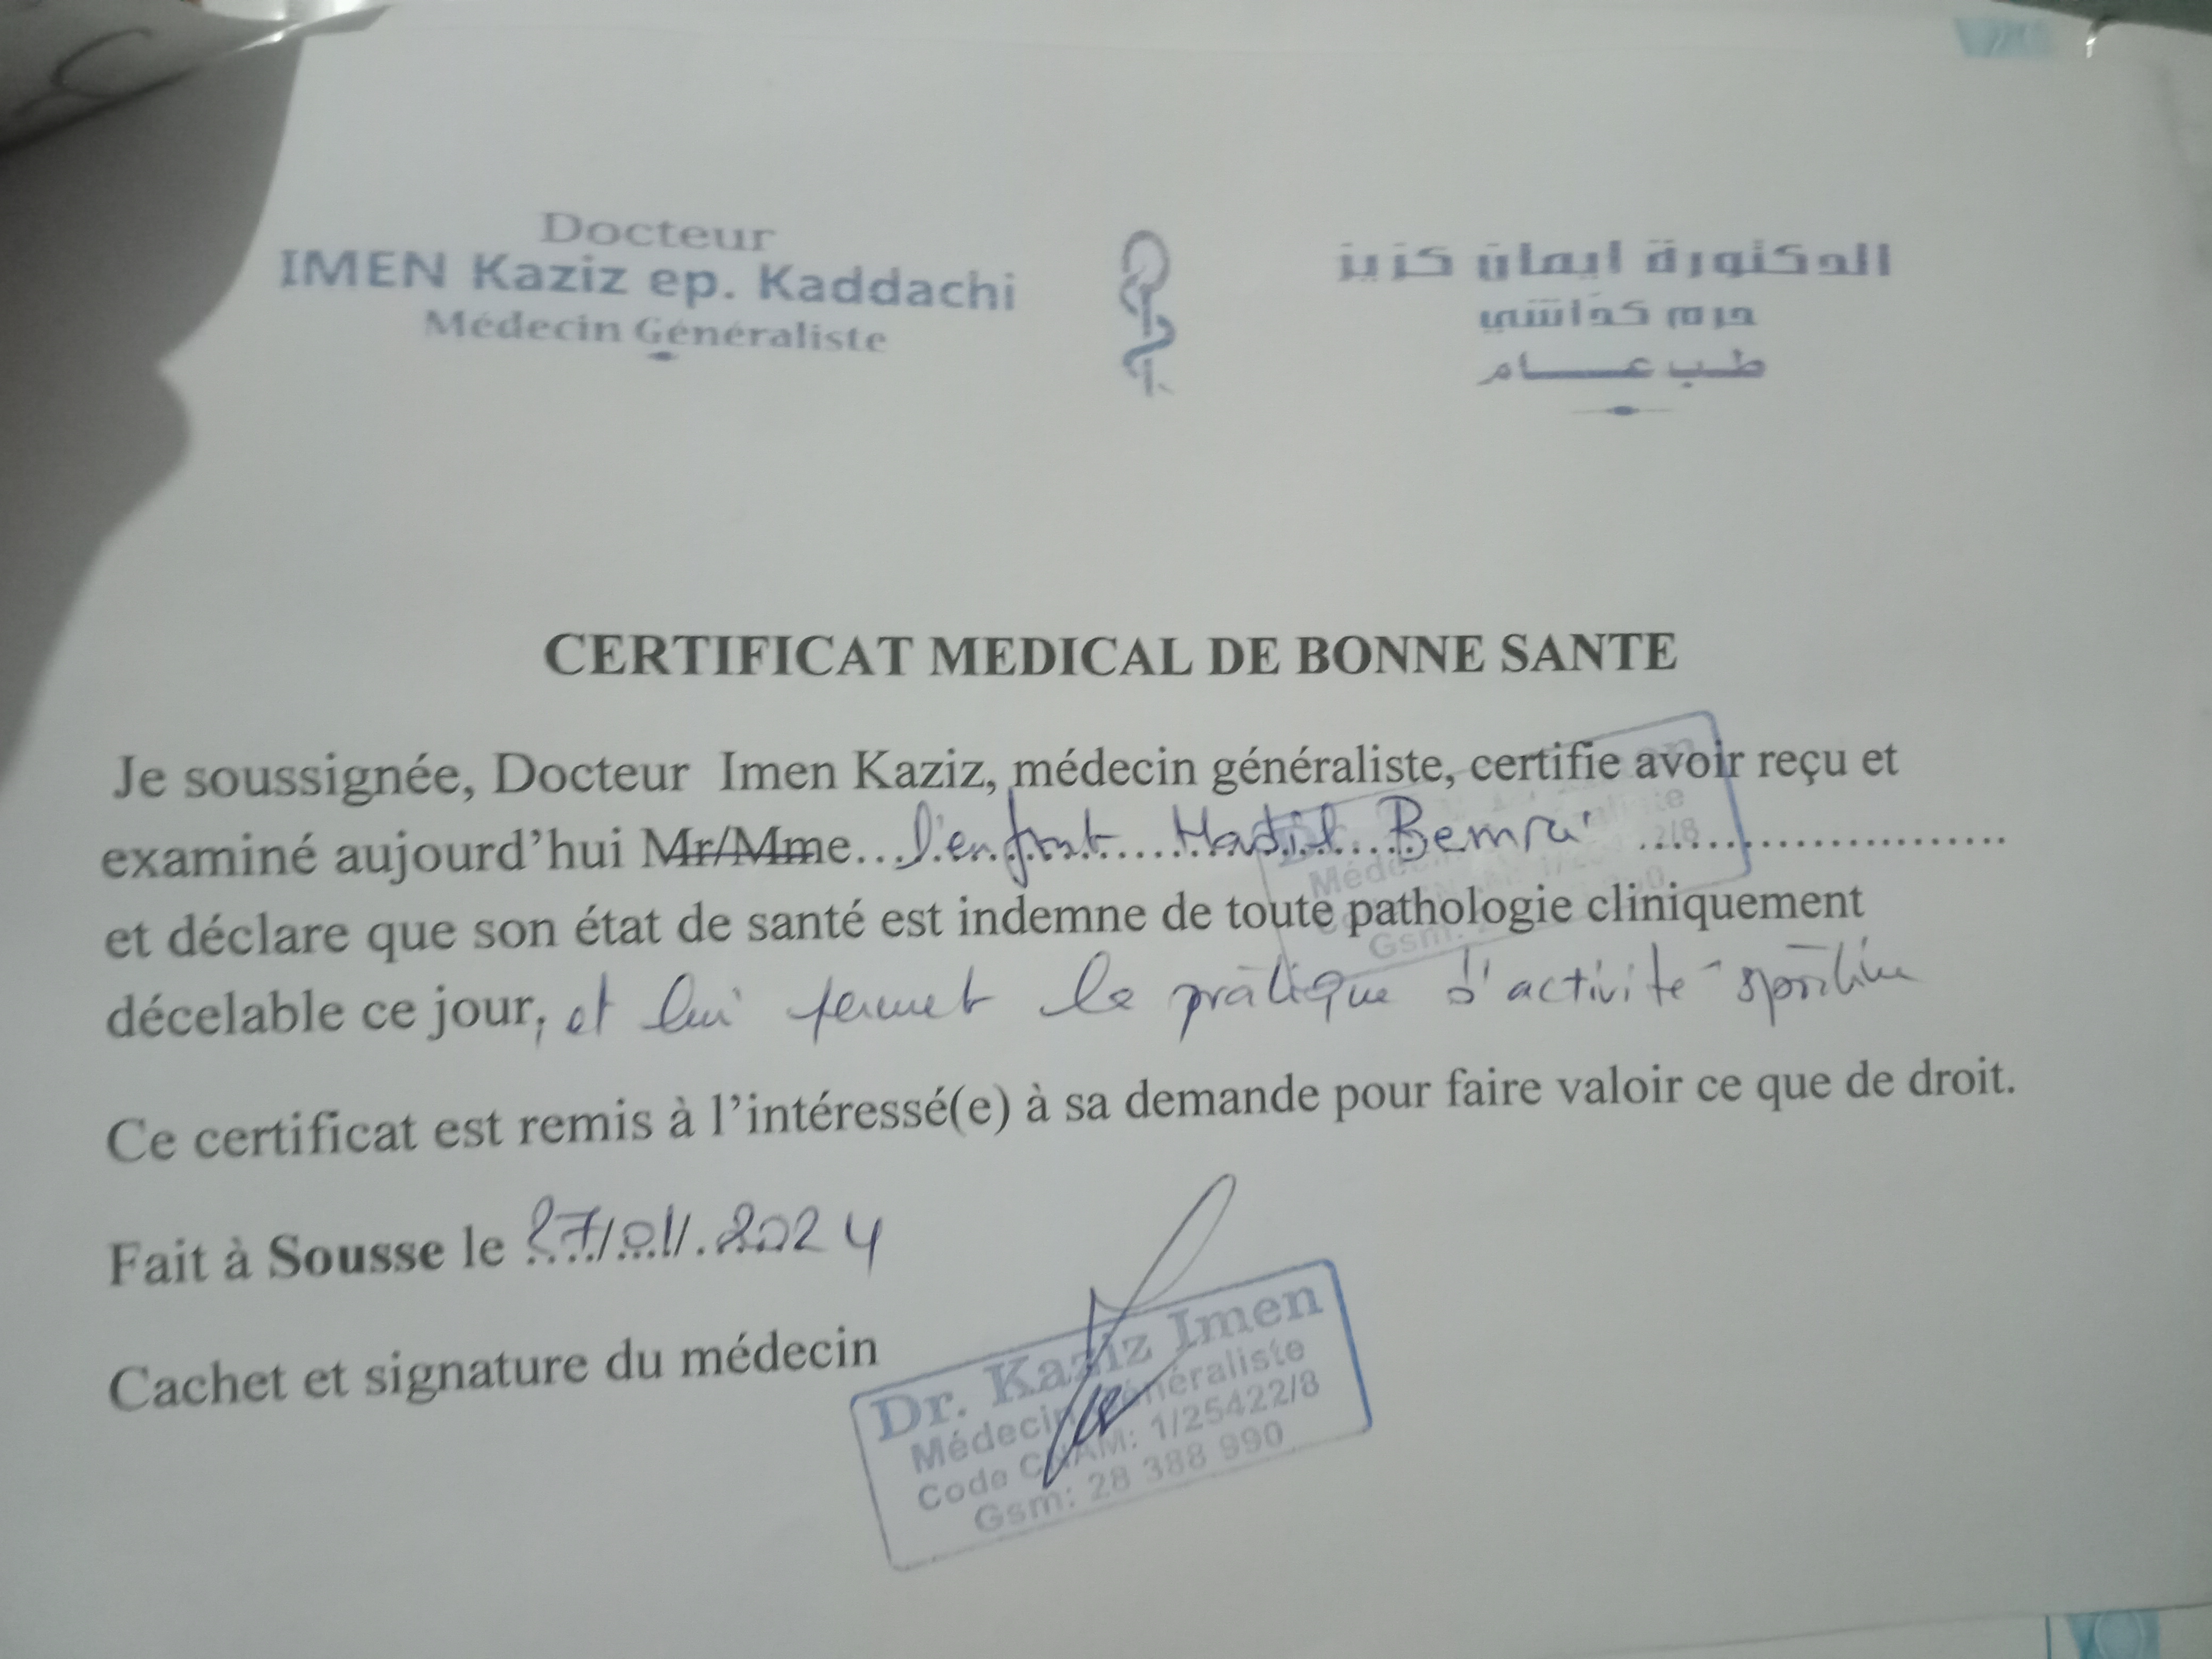 Docteur
IMEN Kaziz ep. Kaddachi
Médecin Généraliste
الدكتورة ايمان كزيز
حرم كداشي
طب عام
CERTIFICAT MEDICAL DE BONNE SANTE
Je soussignée, Docteur Imen Kaziz, médecin généraliste, certifie avoir reçu et
examiné aujourd'hui Mr/Mme.. l'enfant Hadil Bemra
et déclare que son état de santé est indemne de toute pathologie cliniquement
décelable ce jour, et lui permet la pratique d'activité sportive
Ce certificat est remis à l'intéressé(e) à sa demande pour faire valoir ce que de droit.
Fait à Sousse le 27/01/2024
Cachet et signature du médecin
Dr. Kaziz Imen
Médecin Généraliste
Code CNAM: 1/25422/8
Gsm: 28 388 990